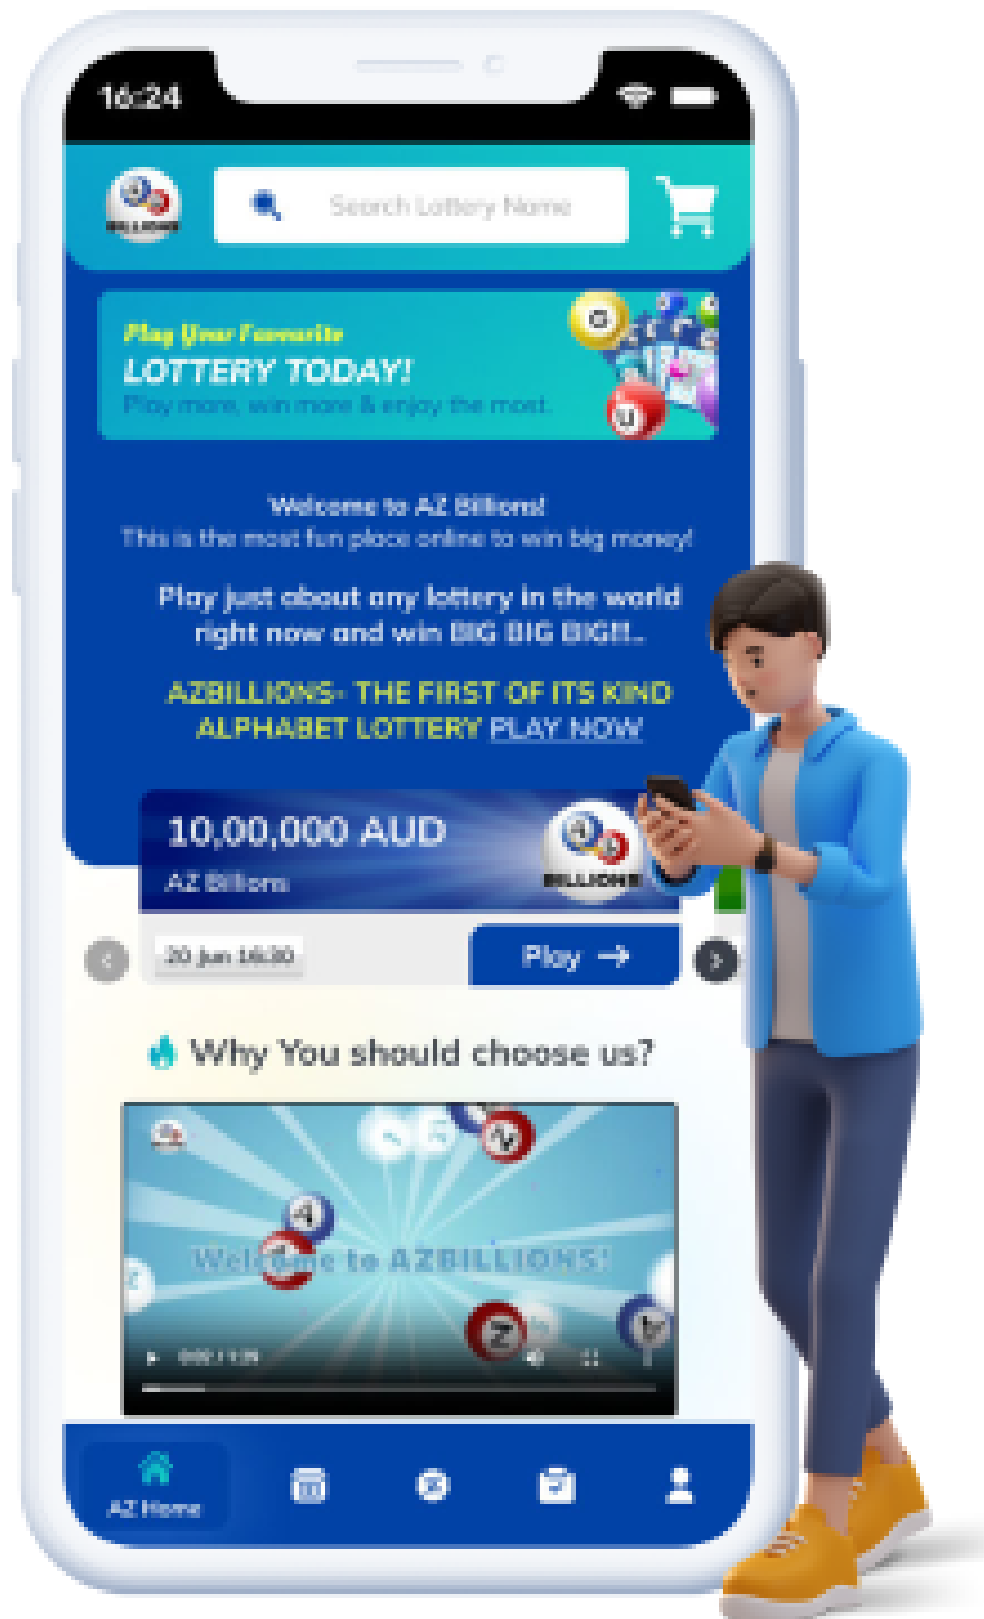 16:24
BILLIONS
Search Lottery Name
Play Your Favourite
LOTTERY TODAY!
Play more, win more & enjoy the most.
G
U
Welcome to AZ Billions!
This is the most fun place online to win big money!
Play just about any lottery in the world
right now and win BIG BIG BIG!!!..
AZBILLIONS- THE FIRST OF ITS KIND
ALPHABET LOTTERY PLAY NOW
10,00,000 AUD
AZ Billions
BILLIONS
20 Jun 16:30
Play →
Why You should choose us?
Z
4
Welcome to AZBILLIONS!
Z
AZ Home